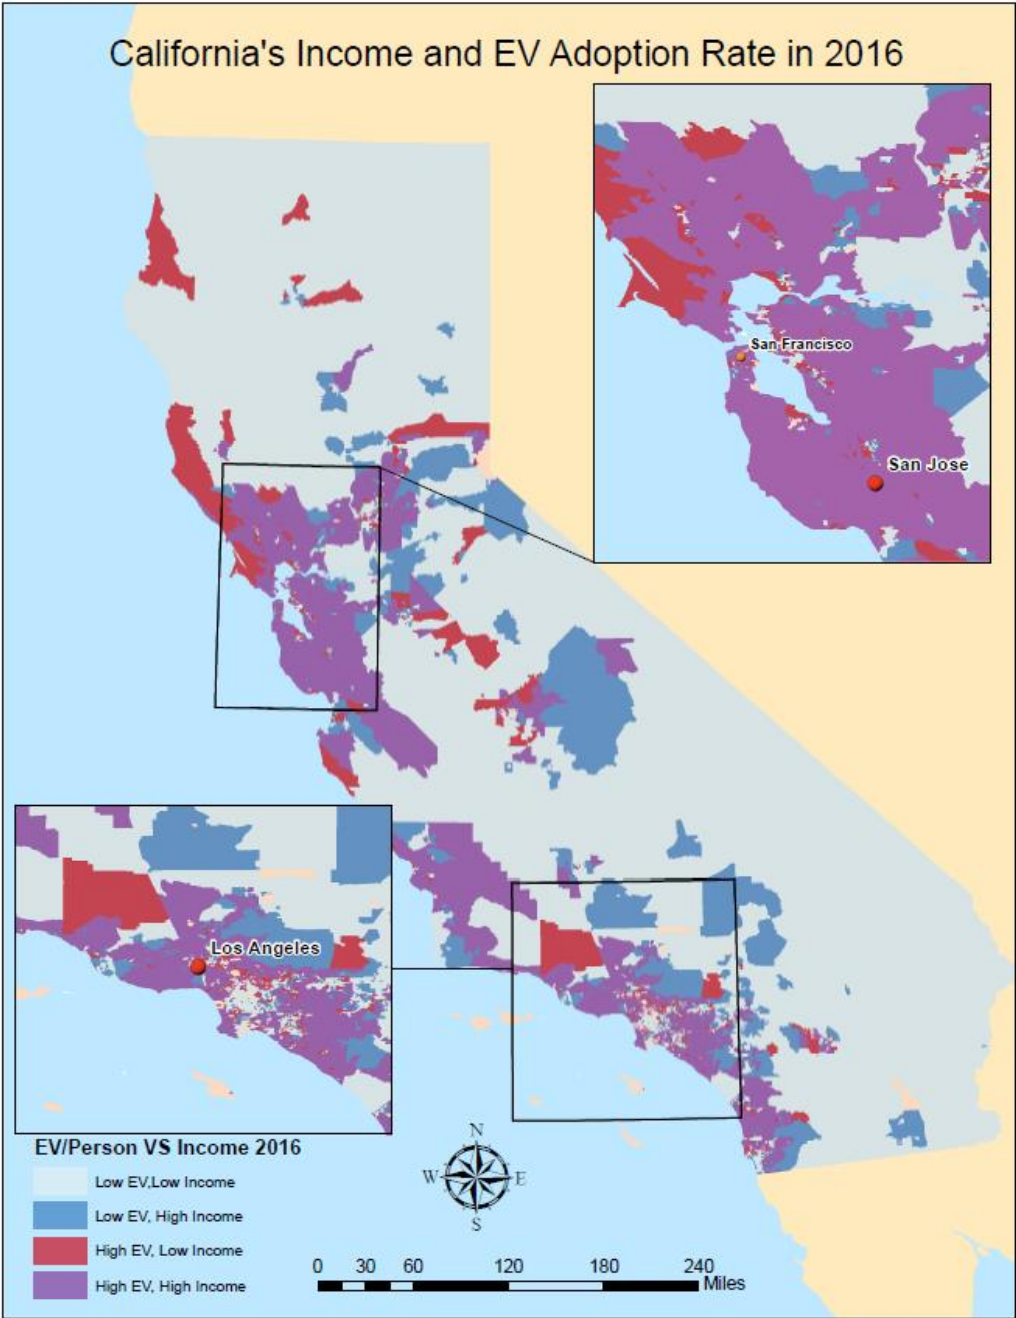 California's Income and EV Adoption Rate in 2016
San Francisco
San Jose
Los Angeles
EV/Person VS Income 2016
Low EV,Low Income
Low EV, High Income
High EV, Low Income
High EV, High Income
N
W E
S
0 30 60 120 180 240
Miles